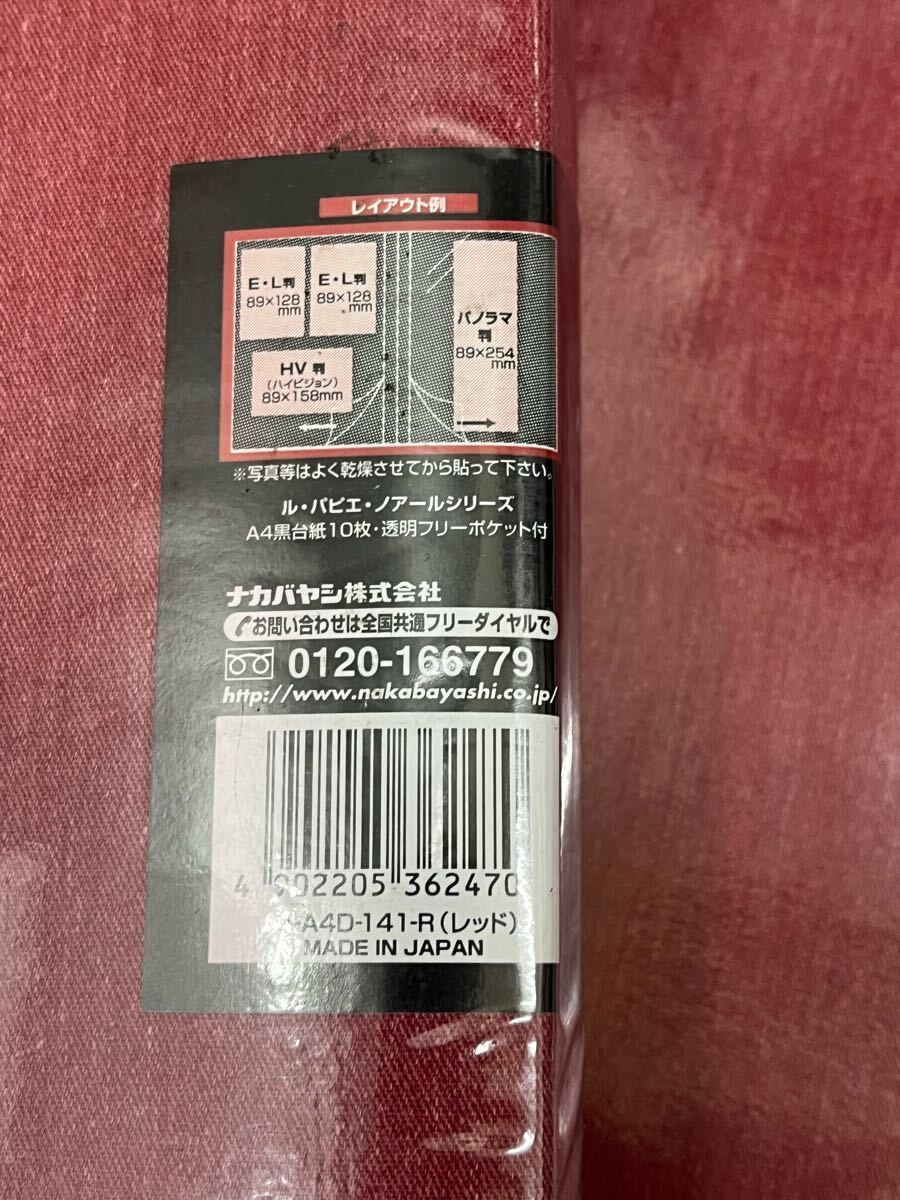 レイアウト例
E・L判
89×128
mm
E・L判
89×128
mm
HV判
(ハイビジョン)
89×158mm
パノラマ
判
89×254
mm
※写真等はよく乾燥させてから貼って下さい。
ル・パピエ・ノアールシリーズ
A4黒台紙10枚・透明フリーポケット付
ナカバヤシ株式会社
お問い合わせは全国共通フリーダイヤルで
0120-166779
http://www.nakabayashi.co.jp/
4 902205 362470
-A4D-141-R(レッド)
MADE IN JAPAN